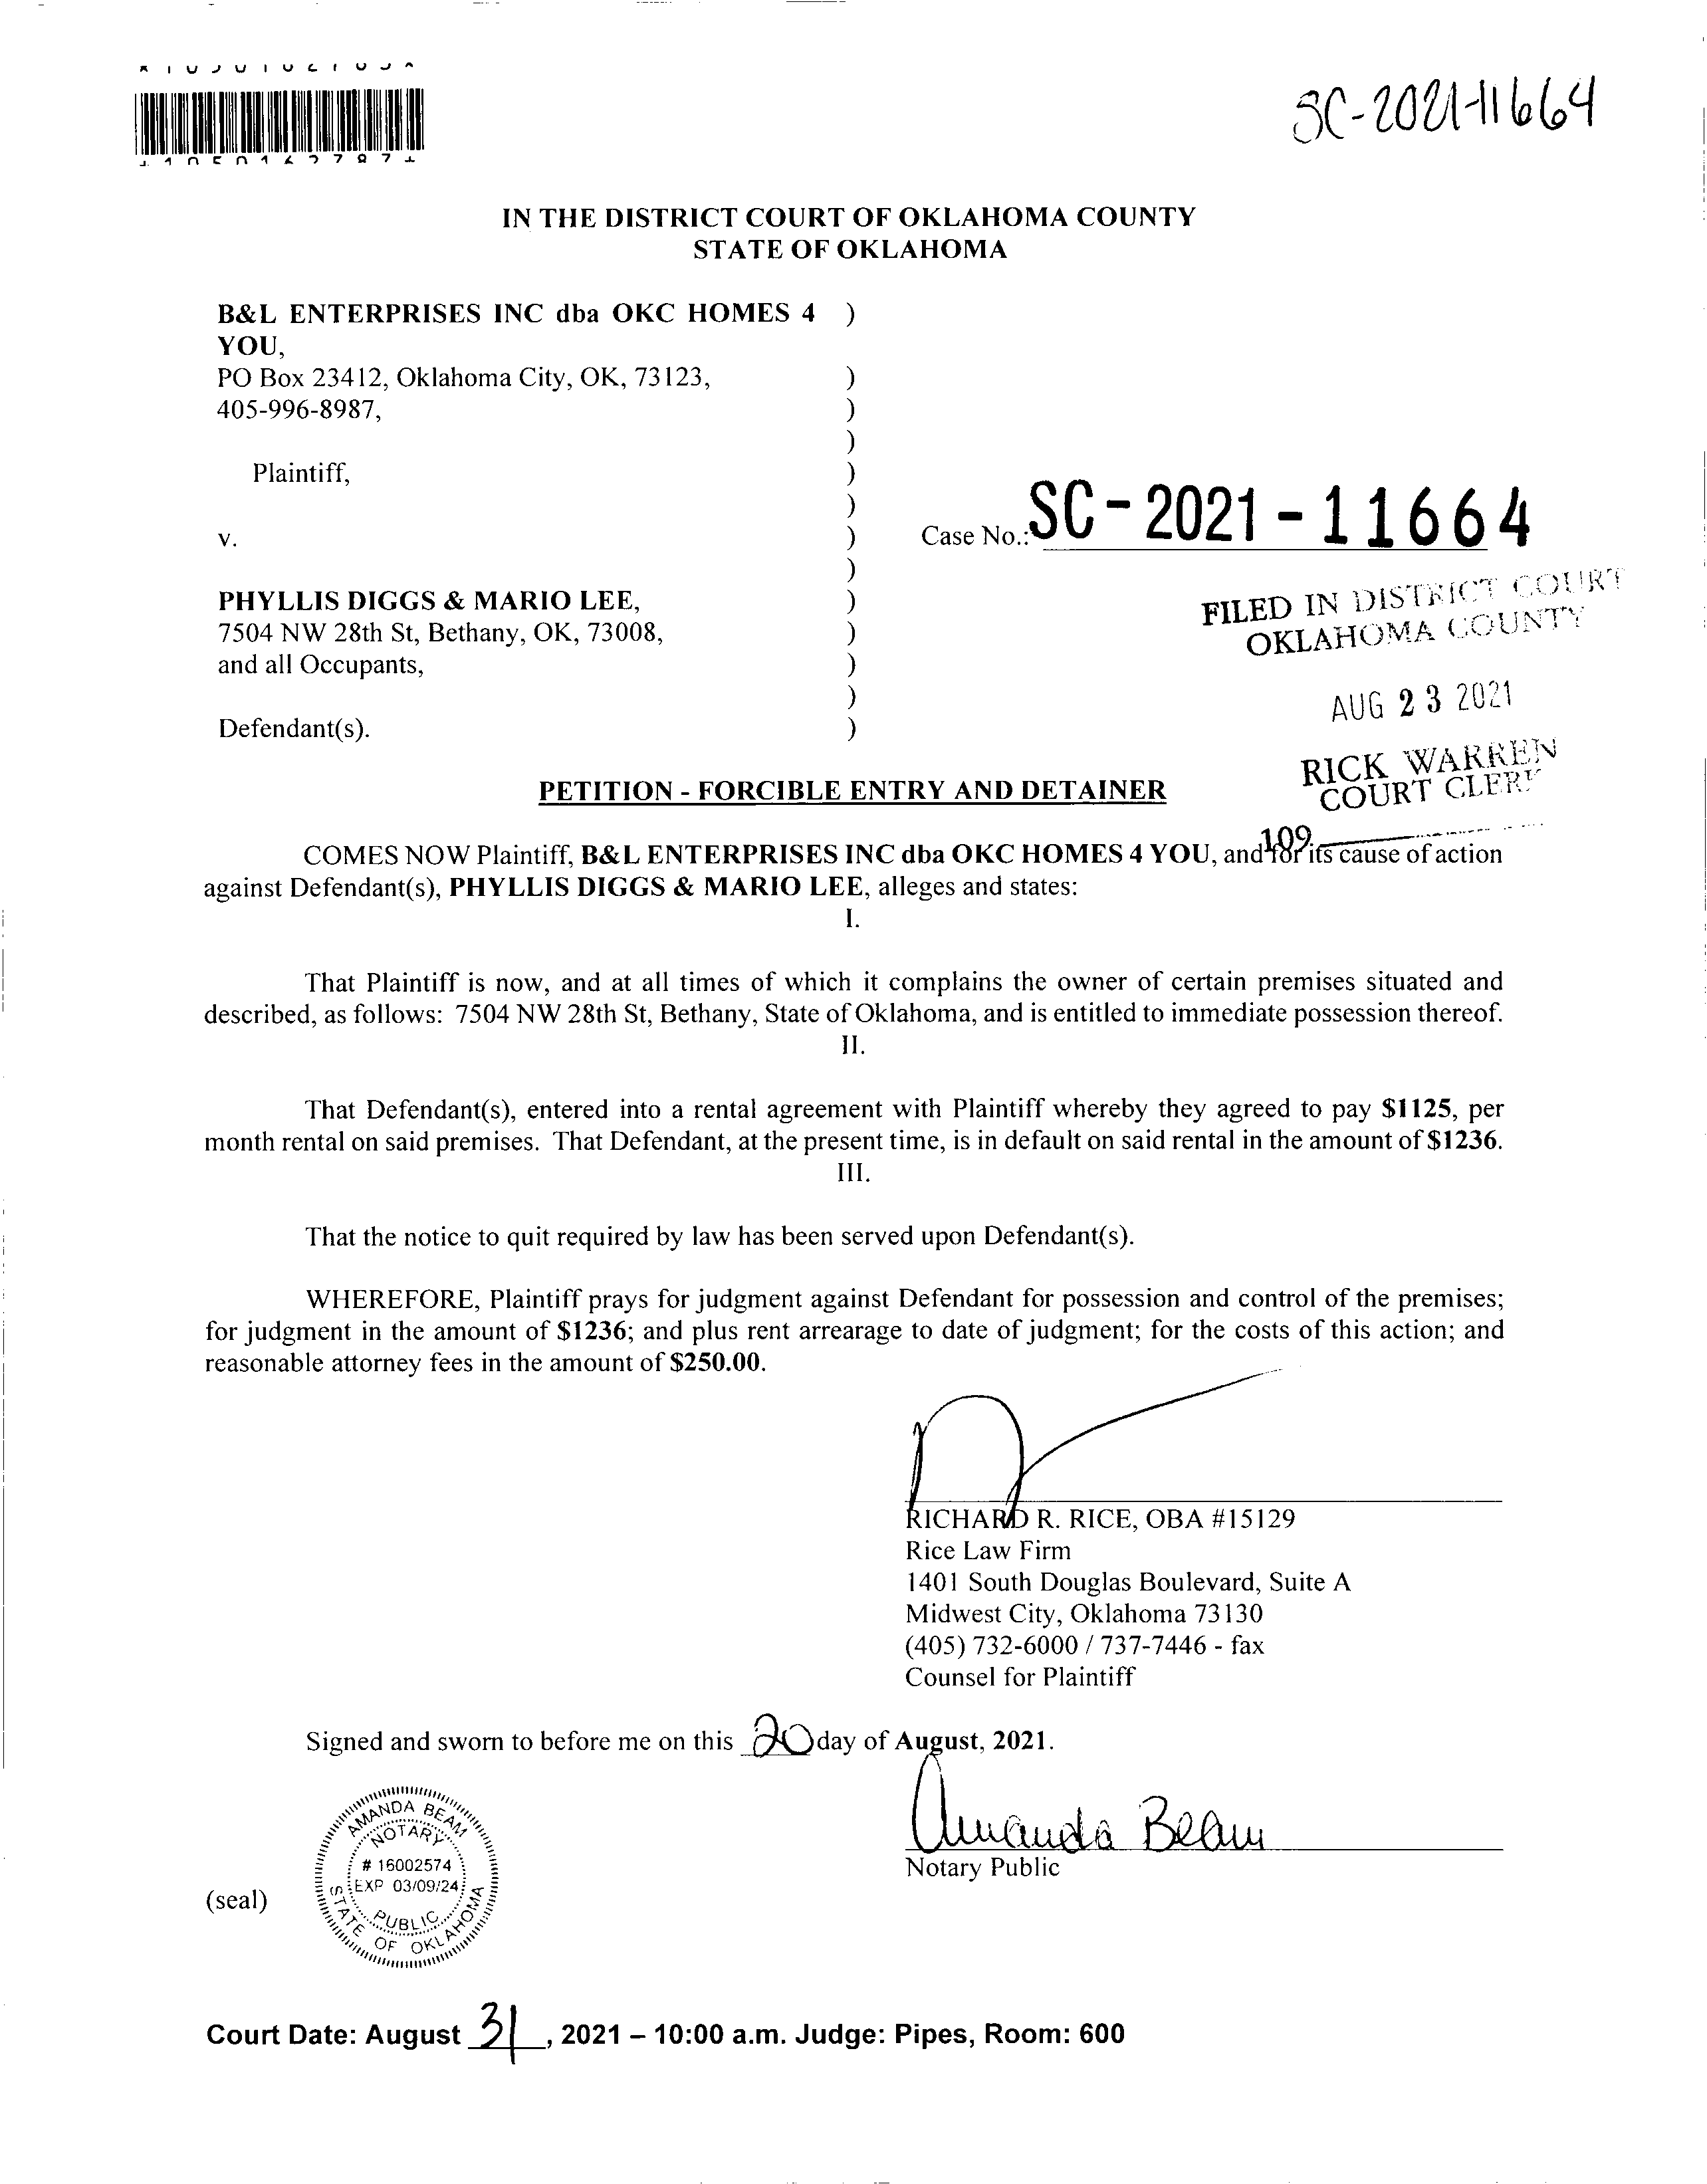 SC-2021-11664
IN THE DISTRICT COURT OF OKLAHOMA COUNTY
STATE OF OKLAHOMA
B&L ENTERPRISES INC dba OKC HOMES 4 )
YOU,
PO Box 23412, Oklahoma City, OK, 73123, )
405-996-8987, )
)
Plaintiff, )
)
v. )
Case No.: SC-2021-11664
)
PHYLLIS DIGGS & MARIO LEE, )
7504 NW 28th St, Bethany, OK, 73008, )
and all Occupants, )
)
Defendant(s). )
FILED IN DISTRICT COURT
OKLAHOMA COUNTY
AUG 23 2021
RICK WARREN
COURT CLERK
109
PETITION - FORCIBLE ENTRY AND DETAINER
COMES NOW Plaintiff, B&L ENTERPRISES INC dba OKC HOMES 4 YOU, and for its cause of action
against Defendant(s), PHYLLIS DIGGS & MARIO LEE, alleges and states:
I.
That Plaintiff is now, and at all times of which it complains the owner of certain premises situated and
described, as follows: 7504 NW 28th St, Bethany, State of Oklahoma, and is entitled to immediate possession thereof.
II.
That Defendant(s), entered into a rental agreement with Plaintiff whereby they agreed to pay $1125, per
month rental on said premises. That Defendant, at the present time, is in default on said rental in the amount of $1236.
III.
That the notice to quit required by law has been served upon Defendant(s).
WHEREFORE, Plaintiff prays for judgment against Defendant for possession and control of the premises;
for judgment in the amount of $1236; and plus rent arrearage to date of judgment; for the costs of this action; and
reasonable attorney fees in the amount of $250.00.
RICHARD R. RICE, OBA #15129
Rice Law Firm
1401 South Douglas Boulevard, Suite A
Midwest City, Oklahoma 73130
(405) 732-6000 / 737-7446 - fax
Counsel for Plaintiff
Signed and sworn to before me on this 20 day of August, 2021.
Amanda Beam
Notary Public
(seal)
AMANDA BEAM
NOTARY
# 16002574
EXP 03/09/24
PUBLIC
STATE OF OKLAHOMA
Court Date: August 31, 2021 – 10:00 a.m. Judge: Pipes, Room: 600